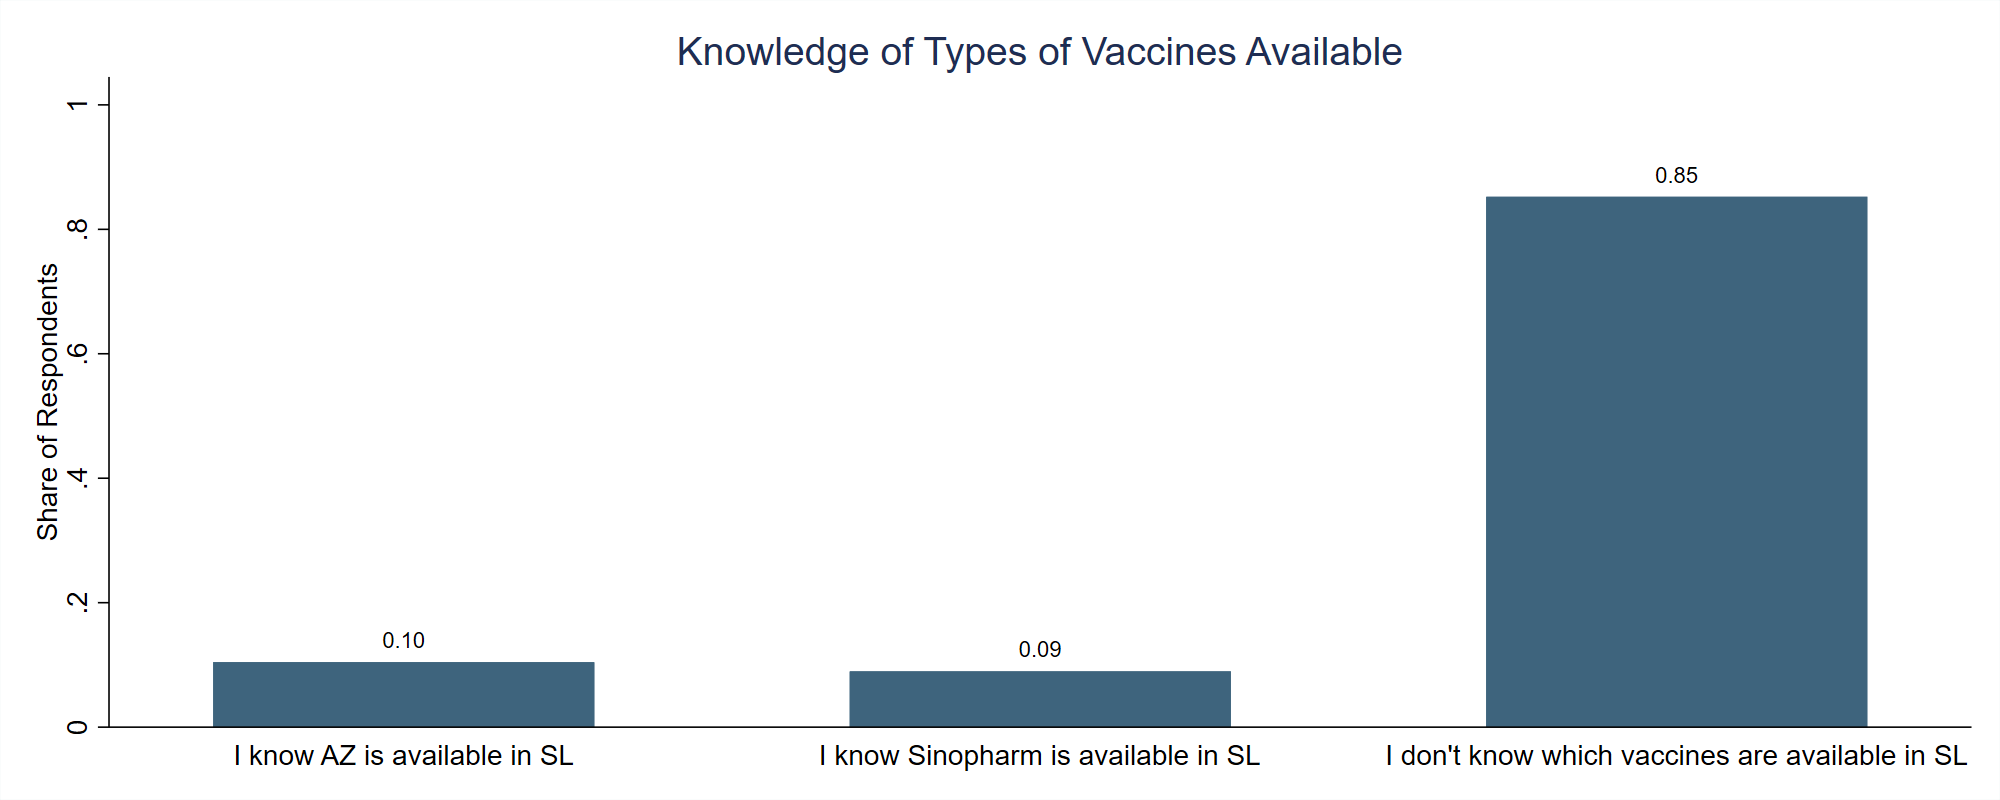 Knowledge of Types of Vaccines Available
Share of Respondents
1
.8
.6
.4
.2
0
0.10
0.09
0.85
I know AZ is available in SL
I know Sinopharm is available in SL
I don't know which vaccines are available in SL